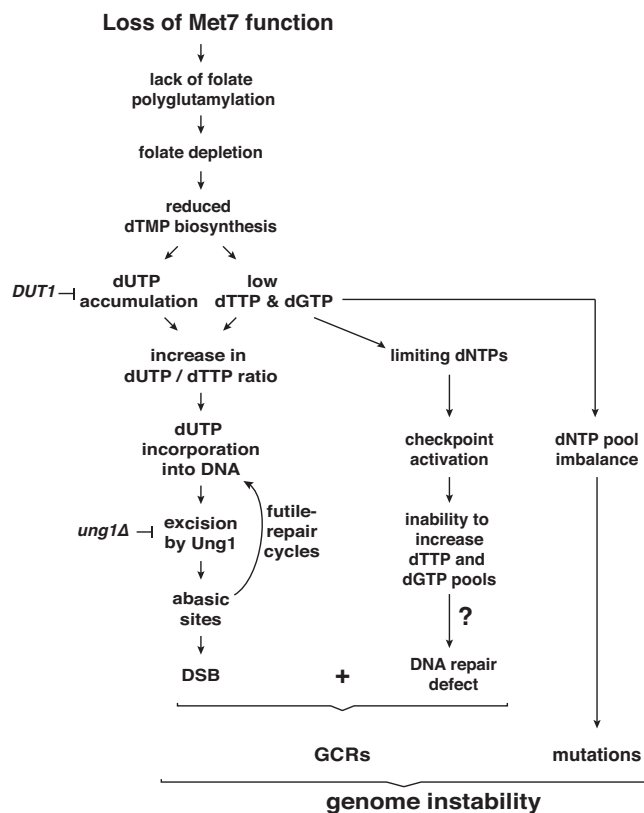 Loss of Met7 function
lack of folate
polyglutamylation
folate depletion
reduced
dTMP biosynthesis
DUT1
dUTP
accumulation
low
dTTP & dGTP
increase in
dUTP / dTTP ratio
limiting dNTPs
dUTP
incorporation
into DNA
checkpoint
activation
dNTP pool
imbalance
ung1Δ
excision
by Ung1
futile-
repair
cycles
inability to
increase
dTTP and
dGTP pools
abasic
sites
?
DSB
+
DNA repair
defect
GCRs
mutations
genome instability